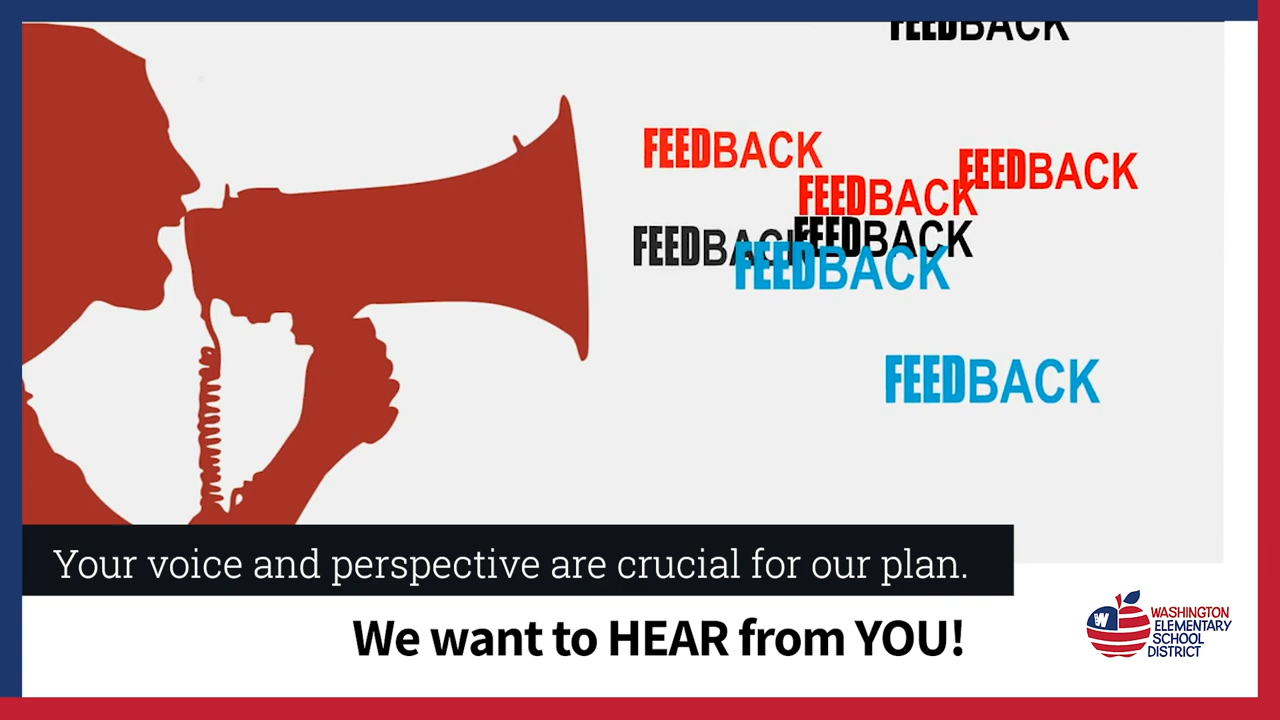 FEEDBACK
FEEDBACK
FEEDBACK
FEEDBACK
FEEDBACK
FEEDBACK
FEEDBACK
FEEDBACK
Your voice and perspective are crucial for our plan.
We want to HEAR from YOU!
W
WASHINGTON
ELEMENTARY
SCHOOL
DISTRICT